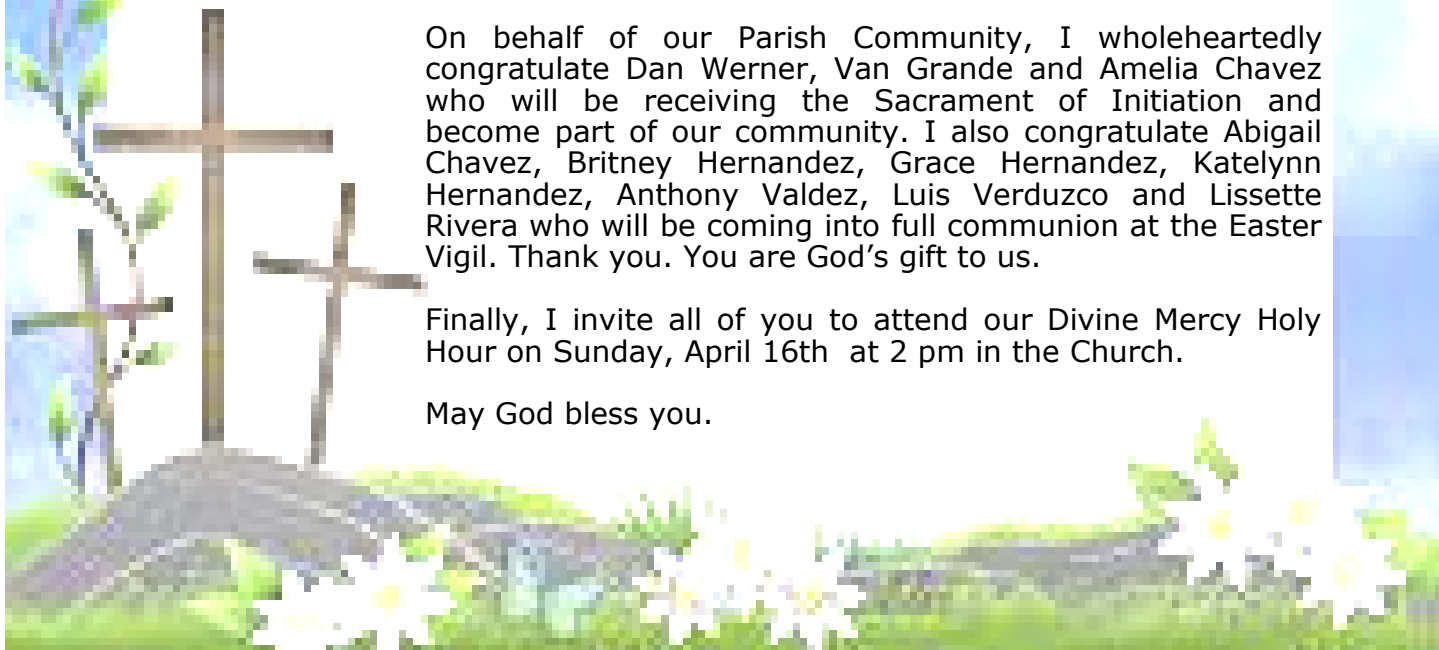 On behalf of our Parish Community, I wholeheartedly
congratulate Dan Werner, Van Grande and Amelia Chavez
who will be receiving the Sacrament of Initiation and
become part of our community. I also congratulate Abigail
Chavez, Britney Hernandez, Grace Hernandez, Katelynn
Hernandez, Anthony Valdez, Luis Verduzco and Lissette
Rivera who will be coming into full communion at the Easter
Vigil. Thank you. You are God’s gift to us.
Finally, I invite all of you to attend our Divine Mercy Holy
Hour on Sunday, April 16th  at 2 pm in the Church.
May God bless you.